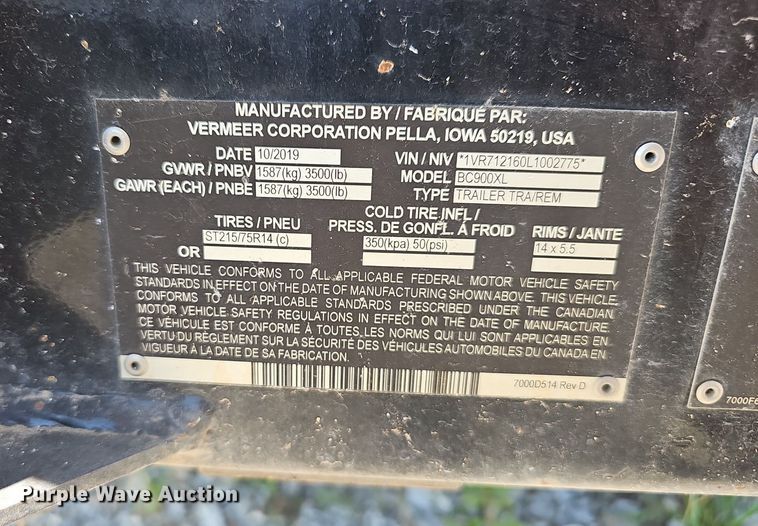 MANUFACTURED BY / FABRIQUÉ PAR:
VERMEER CORPORATION PELLA, IOWA 50219, USA
DATE 10/2019 VIN / NIV *1VR712160L1002775*
GVWR / PNBV 1587(kg) 3500(lb) MODEL BC900XL
GAWR (EACH) / PNBE 1587(kg) 3500(lb) TYPE TRAILER TRA/REM
COLD TIRE INFL /
TIRES / PNEU PRESS. DE GONFL. À FROID RIMS / JANTE
ST215/75R14 (c) 350(kpa) 50(psi) 14 x 5.5
OR
THIS VEHICLE CONFORMS TO ALL APPLICABLE FEDERAL MOTOR VEHICLE SAFETY
STANDARDS IN EFFECT ON THE DATE OF MANUFACTURING SHOWN ABOVE. THIS VEHICLE
CONFORMS TO ALL APPLICABLE STANDARDS PRESCRIBED UNDER THE CANADIAN
MOTOR VEHICLE SAFETY REGULATIONS IN EFFECT ON THE DATE OF MANUFACTURE.
CE VÉHICULE EST CONFORME À TOUTES LES NORMES QUI LUI SONT APPLICABLES EN
VERTU DU RÈGLEMENT SUR LA SÉCURITÉ DES VÉHICULES AUTOMOBILES DU CANADA EN
VIGUEUR À LA DATE DE SA FABRICATION.
7000D514 Rev D
7000F6
Purple Wave Auction